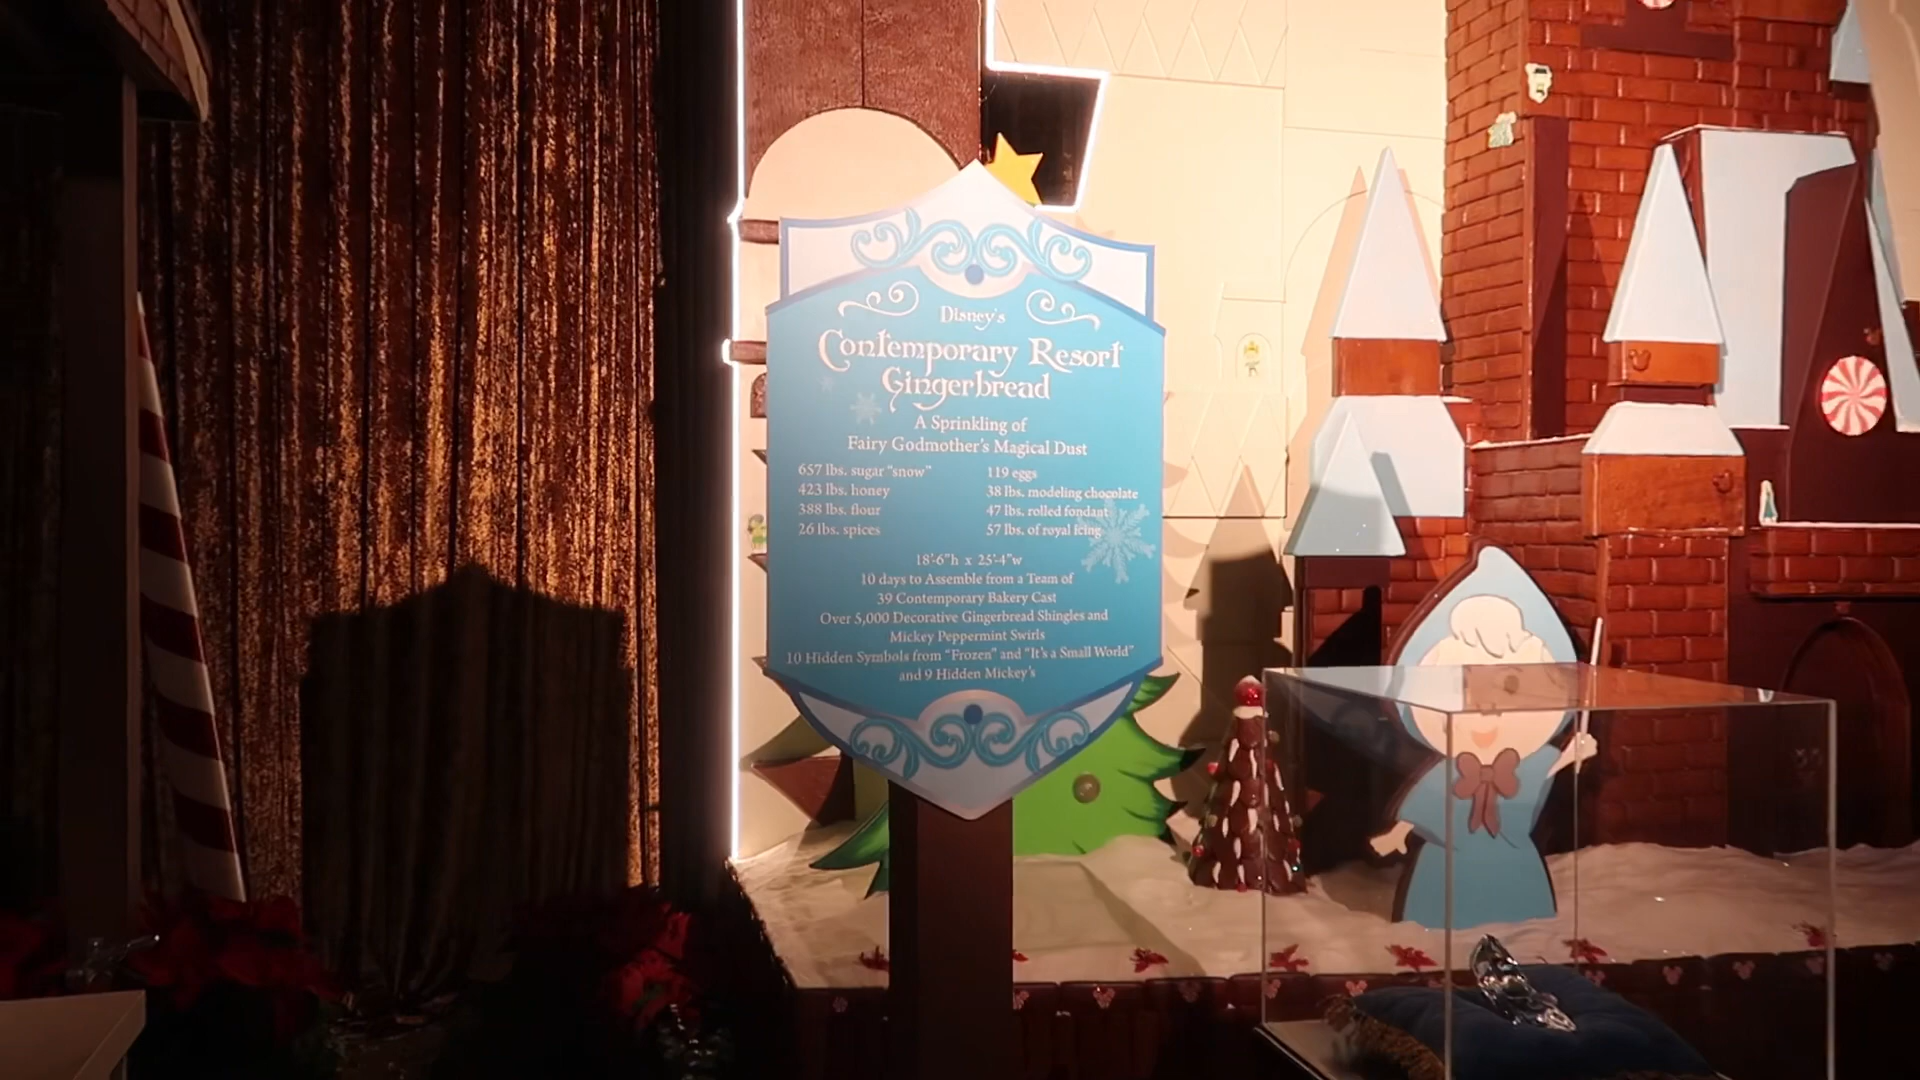 Disney's
Contemporary Resort
Gingerbread
A Sprinkling of
Fairy Godmother's Magical Dust
657 lbs. sugar "snow"
423 lbs. honey
388 lbs. flour
26 lbs. spices
119 eggs
38 lbs. modeling chocolate
47 lbs. rolled fondant
57 lbs. of royal icing
18'-6"h x 25'-4"w
10 days to Assemble from a Team of
39 Contemporary Bakery Cast
Over 5,000 Decorative Gingerbread Shingles and
Mickey Peppermint Swirls
10 Hidden Symbols from "Frozen" and "It's a Small World"
and 9 Hidden Mickey's